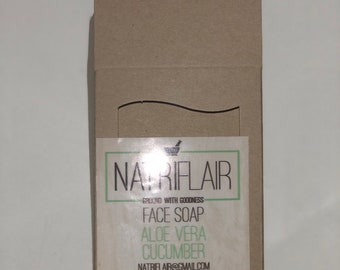 NATRIFLAIR
GROUND WITH GOODNESS
FACE SOAP
ALOE VERA
CUCUMBER
NATRIFLAIR@GMAIL.COM